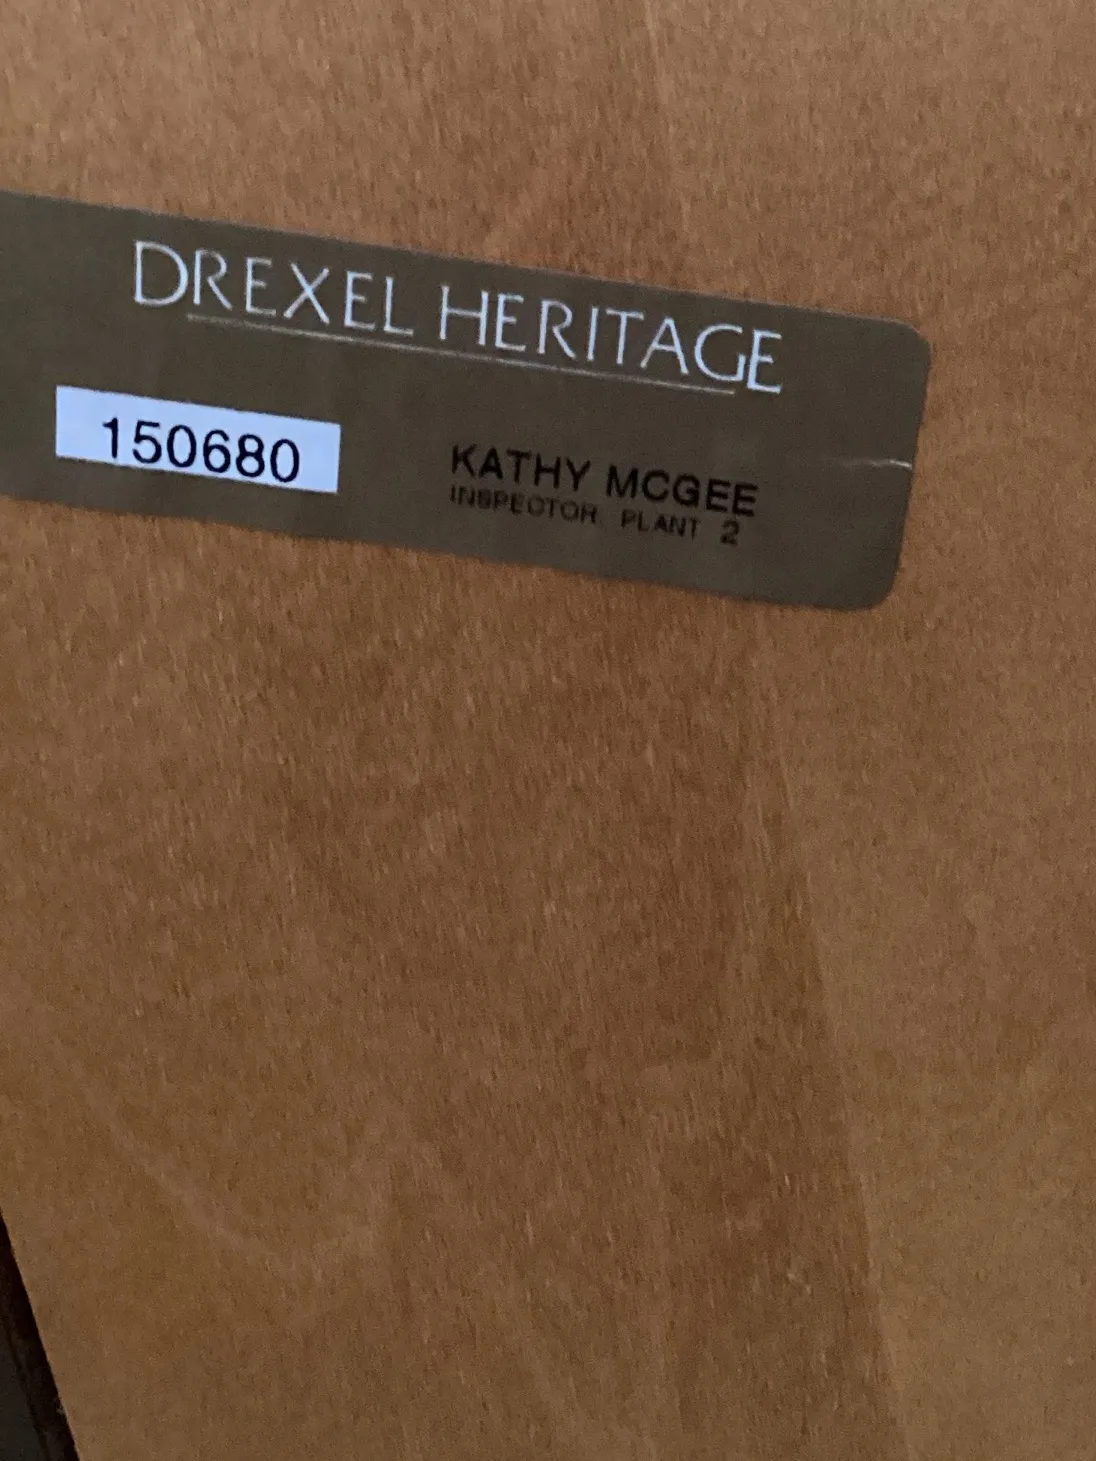 DREXEL HERITAGE
150680
KATHY MCGEE
INSPECTOR PLANT 2